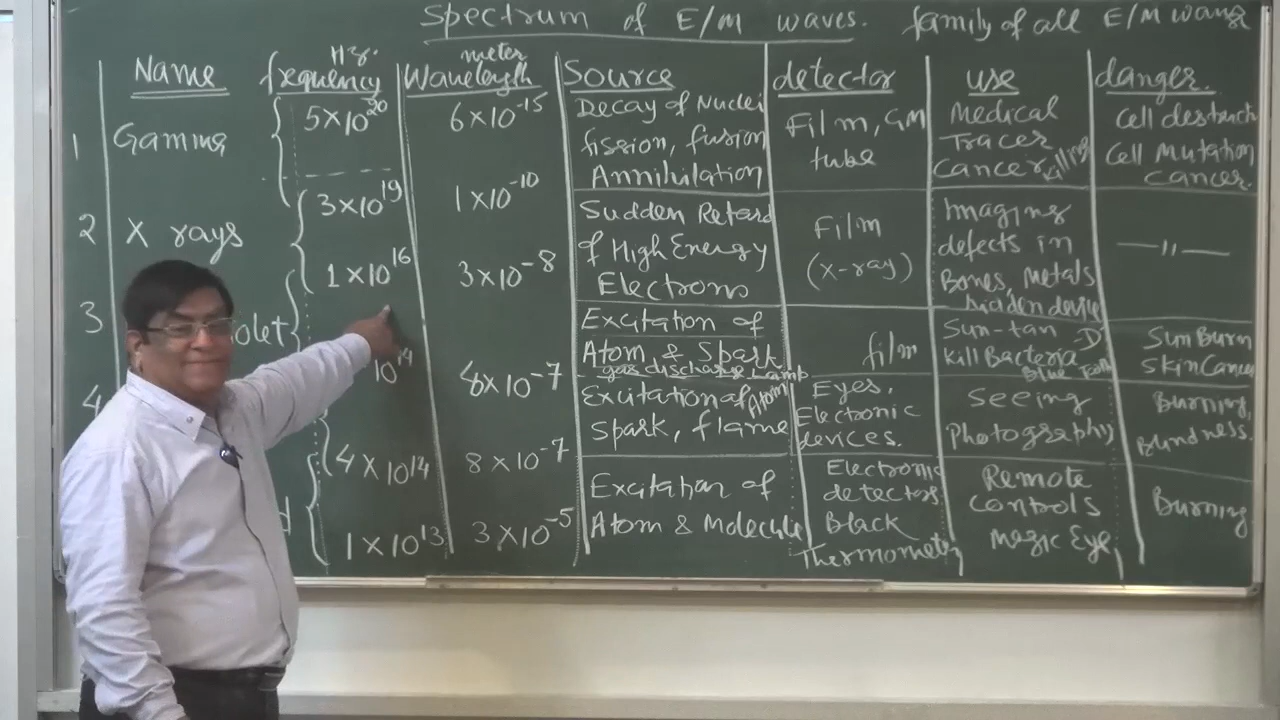 Spectrum of E/M waves. family of all E/M waves
Name
Hz.
frequency
meter
Wavelength
Source
detector
use
danger.
1
Gamma
5×10^20
6×10^-15
Decay of Nuclei
fission, fusion
Annihulation
Film, GM
tube
Medical
Tracer
Cancer killing
Cell destruct
Cell Mutation
Cancer.
2
X rays
3×10^19
1×10^-10
1×10^16
3×10^-8
Sudden Retard
of High Energy
Electrons
Film
(X-ray)
Imaging
defects in
Bones, Metals
hidden device
—〃—
3
olet
10^14
8×10^-7
Excitation of
Atom & Spark
gas discharge Lamp
film
Sun-tan -D
kill Bacteria
Sun Burn
Skin Cancer
4
4×10^14
8×10^-7
Excitation of Atom
Spark, flame
Eyes.
Electronic
devices.
Seeing
Photography
Burning,
Blindness.
d
1×10^13
3×10^-5
Excitation of
Atom & Molecule
Electronic
detectors
Black
Thermometer
Remote
Controls
Magic Eye,
Burning